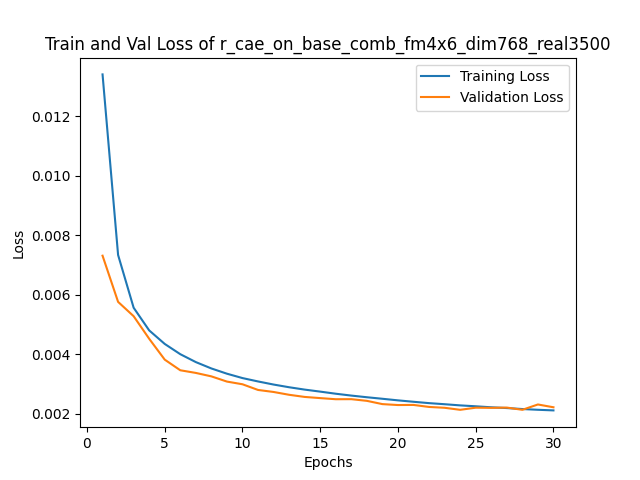 Train and Val Loss of r_cae_on_base_comb_fm4x6_dim768_real3500
Training Loss
Validation Loss
0.012
0.010
0.008
0.006
0.004
0.002
Loss
0 5 10 15 20 25 30
Epochs